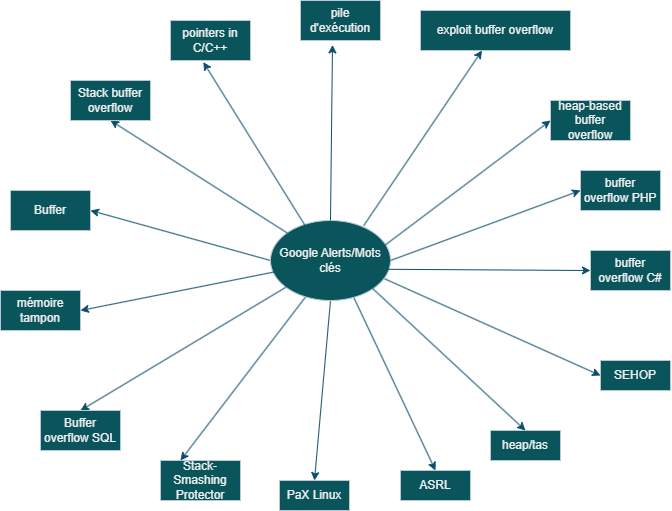 pile
d'exécution
pointers in
C/C++
exploit buffer overflow
Stack buffer
overflow
heap-based
buffer
overflow
buffer
overflow PHP
Buffer
Google Alerts/Mots
clés
buffer
overflow C#
mémoire
tampon
SEHOP
Buffer
overflow SQL
heap/tas
Stack-
Smashing
Protector
PaX Linux
ASRL